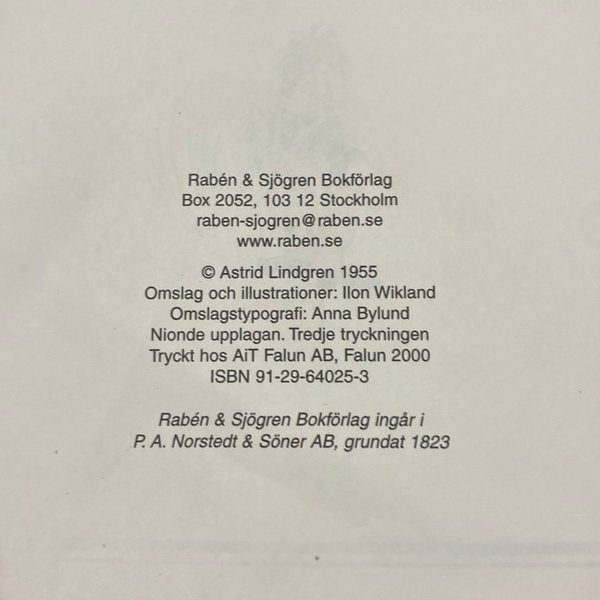 Rabén & Sjögren Bokförlag
Box 2052, 103 12 Stockholm
raben-sjogren@raben.se
www.raben.se
© Astrid Lindgren 1955
Omslag och illustrationer: Ilon Wikland
Omslagstypografi: Anna Bylund
Nionde upplagan. Tredje tryckningen
Tryckt hos AiT Falun AB, Falun 2000
ISBN 91-29-64025-3
Rabén & Sjögren Bokförlag ingår i
P. A. Norstedt & Söner AB, grundat 1823